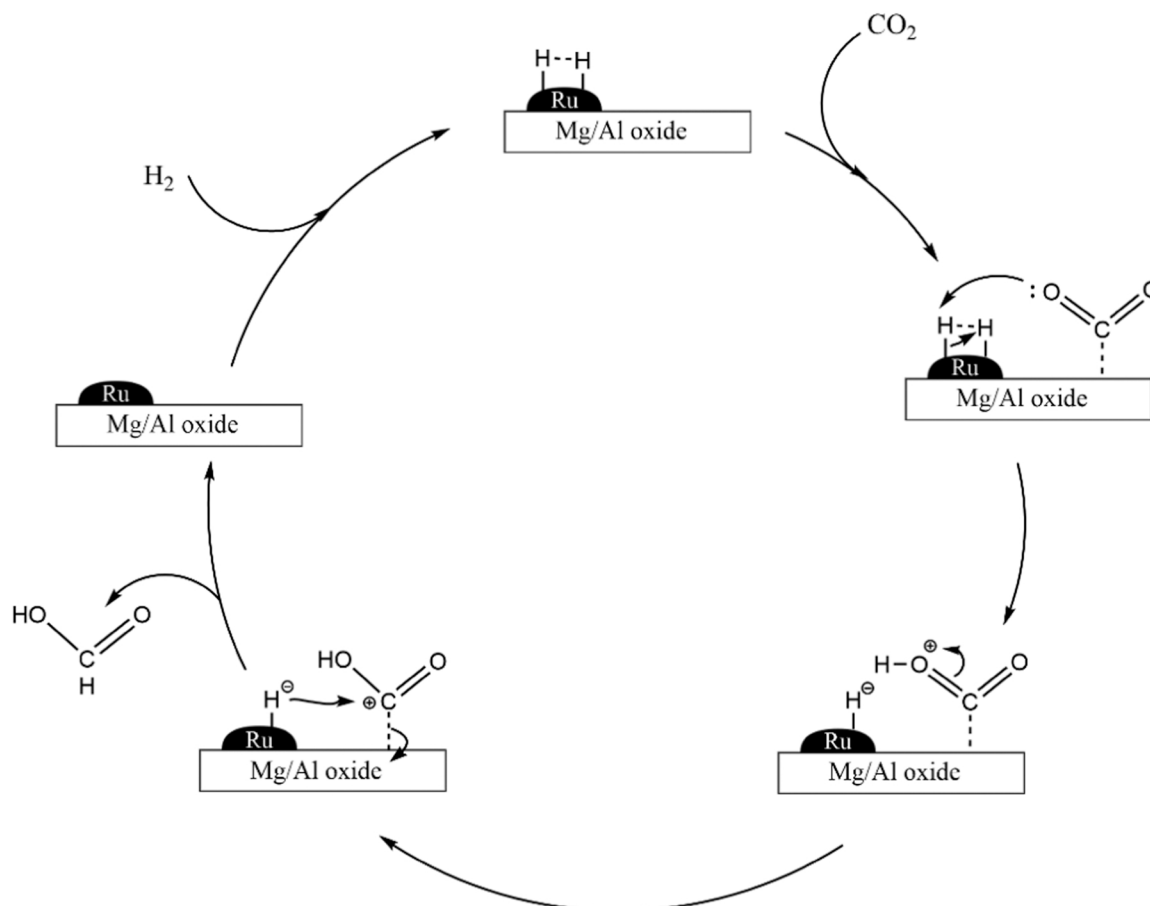 CO₂
H--H
Ru
Mg/Al oxide
H₂
:O
O
C
H--H
Ru
Mg/Al oxide
Ru
Mg/Al oxide
HO
O
C
H
HO
O
⊕C
H⊖
Ru
Mg/Al oxide
H-O⊕
O
C
H⊖
Ru
Mg/Al oxide